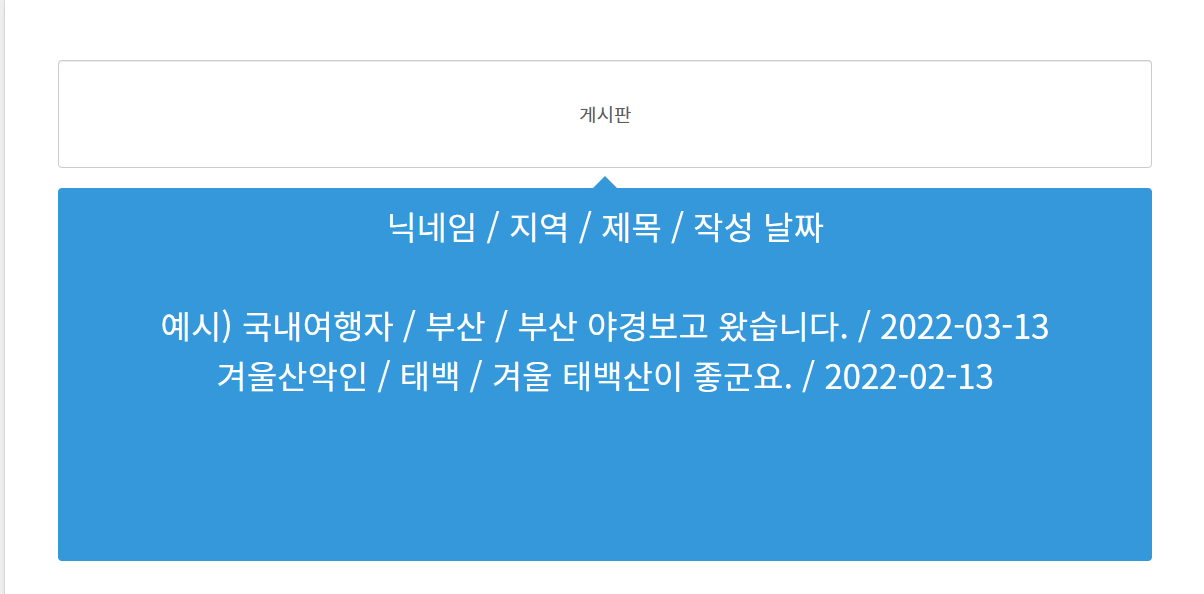 게시판
닉네임 / 지역 / 제목 / 작성 날짜
예시) 국내여행자 / 부산 / 부산 야경보고 왔습니다. / 2022-03-13
겨울산악인 / 태백 / 겨울 태백산이 좋군요. / 2022-02-13